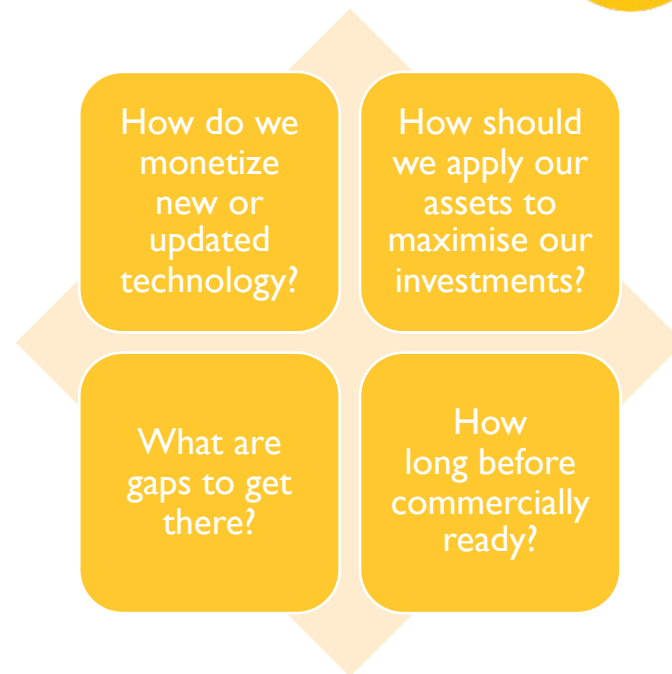 How do we
monetize
new or
updated
technology?
How should
we apply our
assets to
maximise our
investments?
What are
gaps to get
there?
How
long before
commercially
ready?